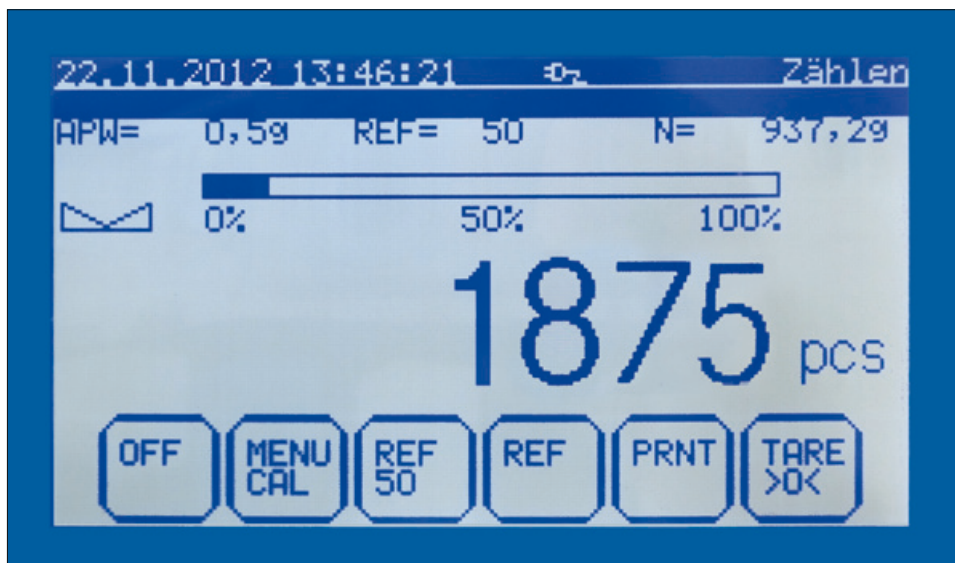 22.11.2012 13:46:21 Zählen
APW= 0,5g REF= 50 N= 937,2g
0% 50% 100%
1875 pcs
OFF MENU CAL REF 50 REF PRNT TARE >0<